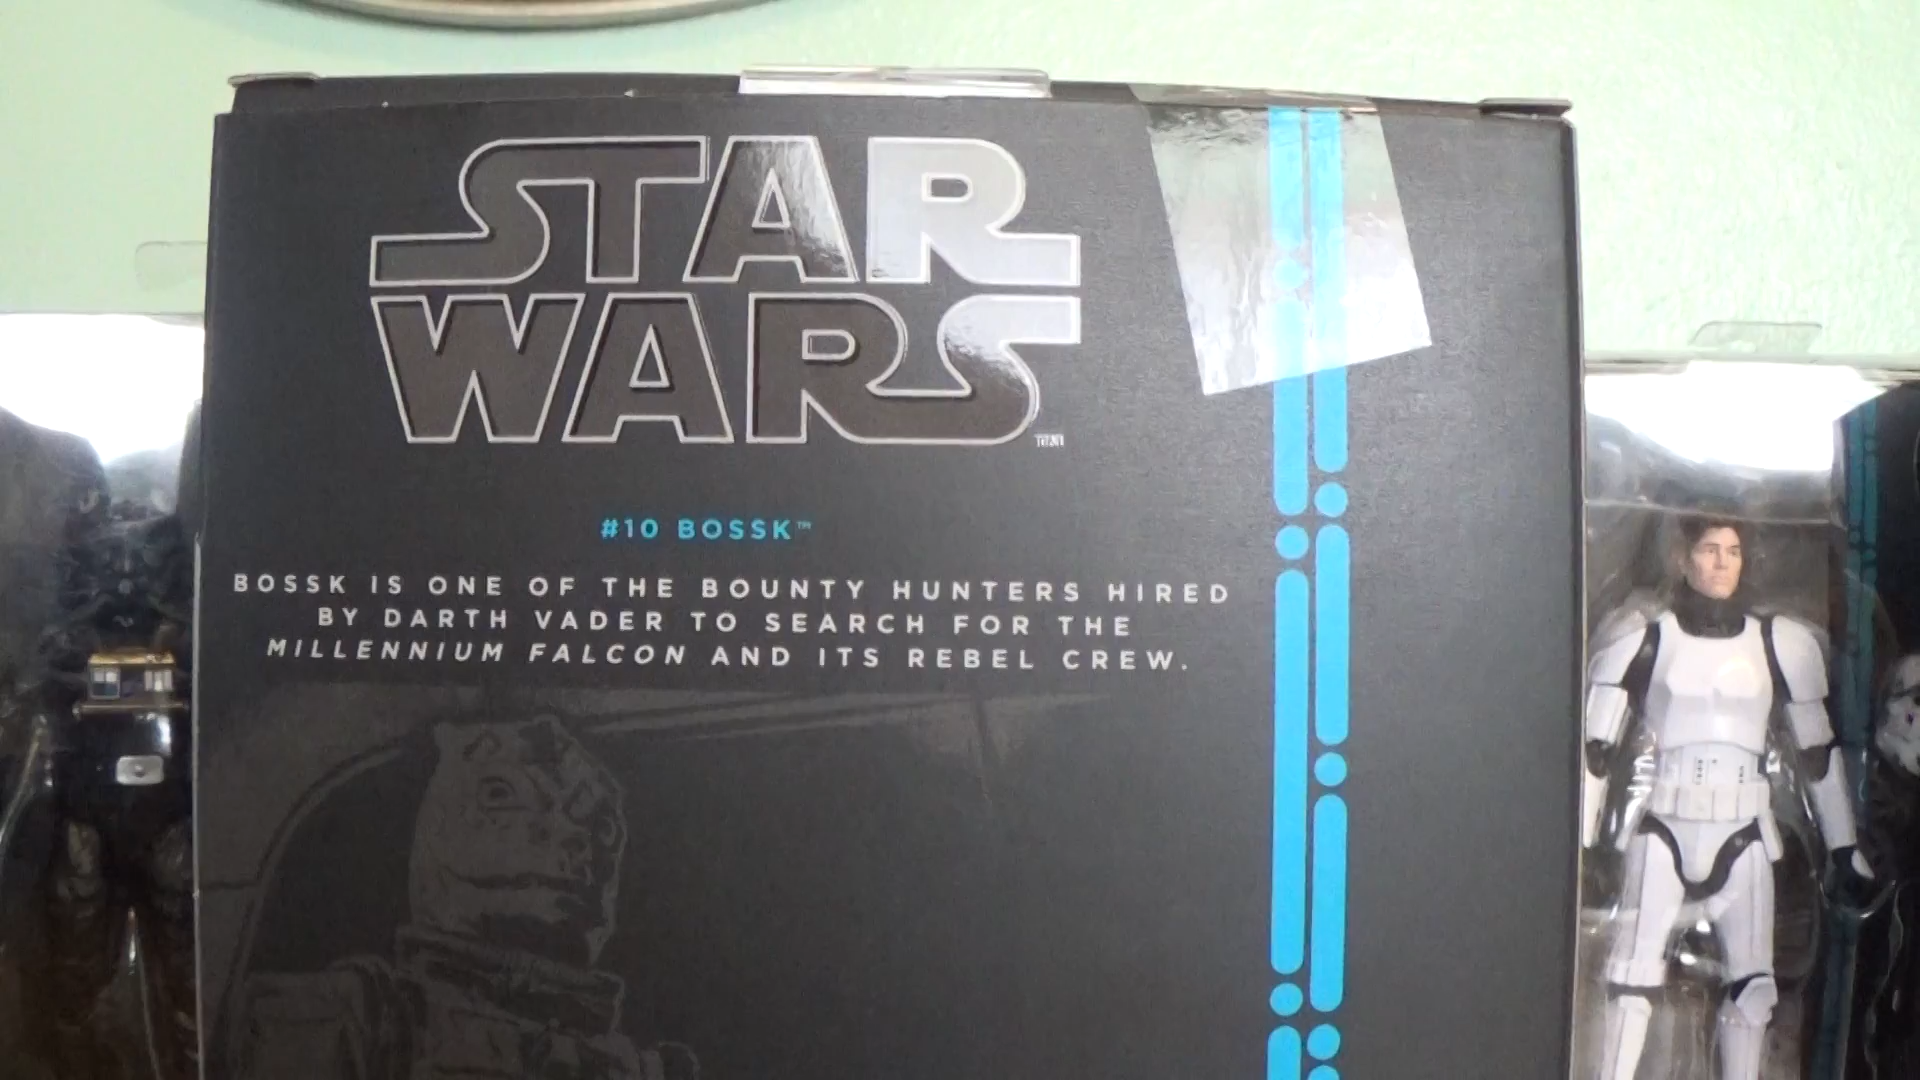 STAR
WARS
#10 BOSSK™
BOSSK IS ONE OF THE BOUNTY HUNTERS HIRED
BY DARTH VADER TO SEARCH FOR THE
MILLENNIUM FALCON AND ITS REBEL CREW.